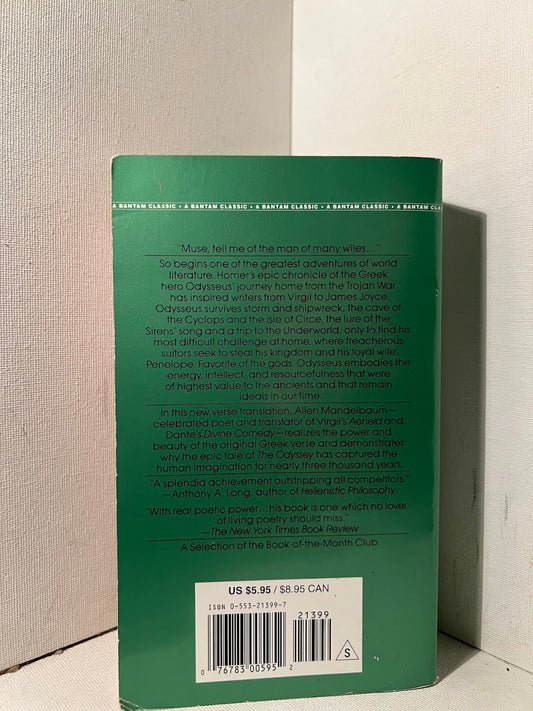 A BANTAM CLASSIC • A BANTAM CLASSIC • A BANTAM CLASSIC • A BANTAM CLASSIC • A BANTAM CLASSIC
"Muse, tell me of the man of many wiles..."
So begins one of the greatest adventures of world
literature. Homer's epic chronicle of the Greek
hero Odysseus' journey home from the Trojan War
has inspired writers from Virgil to James Joyce.
Odysseus survives storm and shipwreck, the cave of
the Cyclops and the isle of Circe, the lure of the
Sirens' song and a trip to the Underworld, only to find his
most difficult challenge at home, where treacherous
suitors seek to steal his kingdom and his loyal wife,
Penelope. Favorite of the gods, Odysseus embodies the
energy, intellect, and resourcefulness that were
of highest value to the ancients and that remain
ideals in our time.
In this new verse translation, Allen Mandelbaum—
celebrated poet and translator of Virgil's Aeneid and
Dante's Divine Comedy—realizes the power and
beauty of the original Greek verse and demonstrates
why the epic tale of The Odyssey has captured the
human imagination for nearly three thousand years.
"A splendid achievement outstripping all competitors."
—Anthony A. Long, author of Hellenistic Philosophy
"With real poetic power...his book is one which no lover
of living poetry should miss."
—The New York Times Book Review
A Selection of the Book-of-the-Month Club
US $5.95 / $8.95 CAN
ISBN 0-553-21399-7
21399
0 76783 00595 2
S